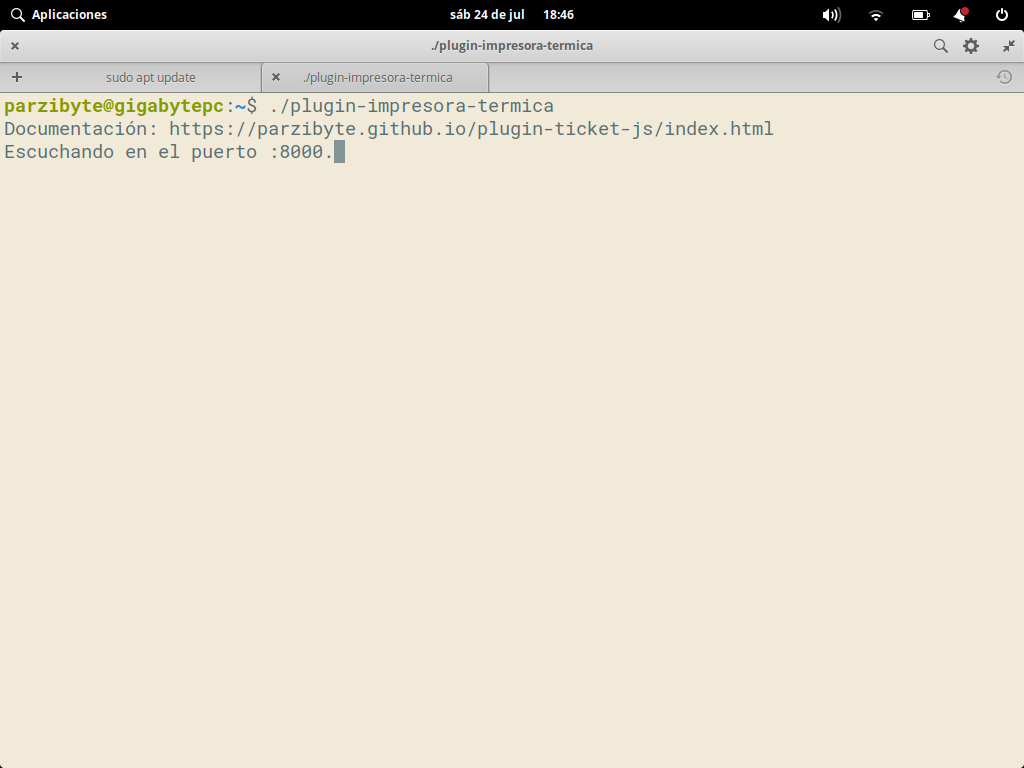 Aplicaciones sáb 24 de jul 18:46
./plugin-impresora-termica
sudo apt update ./plugin-impresora-termica
parzibyte@gigabytepc:~$ ./plugin-impresora-termica
Documentación: https://parzibyte.github.io/plugin-ticket-js/index.html
Escuchando en el puerto :8000.